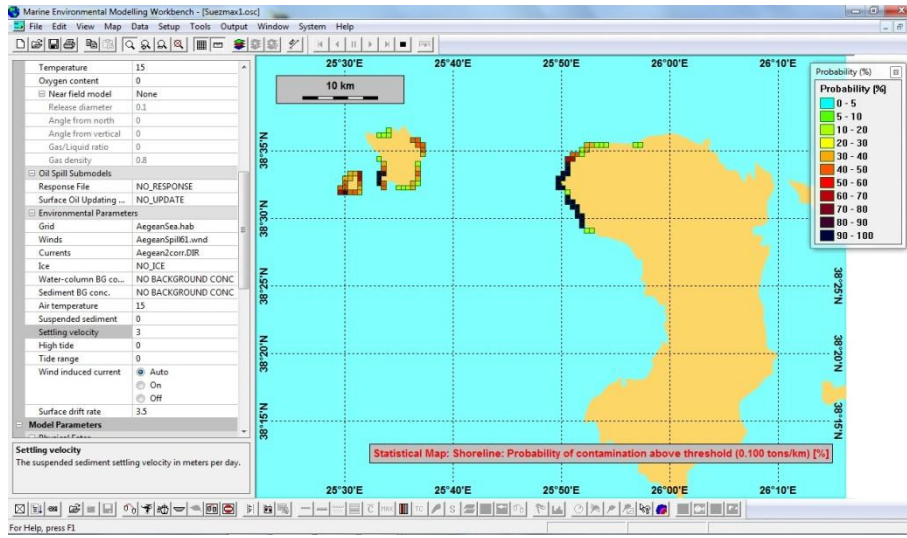 Marine Environmental Modelling Workbench - [Suezmax1.osc]
File Edit View Map Data Setup Tools Output Window System Help
Temperature 15
Oxygen content 0
Near field model None
Release diameter 0.1
Angle from north 0
Angle from vertical 0
Gas/Liquid ratio 0
Gas density 0.8
Oil Spill Submodels
Response File NO_RESPONSE
Surface Oil Updating ... NO_UPDATE
Environmental Parameters
Grid AegeanSea.hab
Winds AegeanSpill61.wnd
Currents Aegean2corr.DIR
Ice NO_ICE
Water-column BG co... NO BACKGROUND CONC
Sediment BG conc. NO BACKGROUND CONC
Air temperature 15
Suspended sediment 0
Settling velocity 3
High tide 0
Tide range 0
Wind induced current Auto
On
Off
Surface drift rate 3.5
Model Parameters
Settling velocity
The suspended sediment settling velocity in meters per day.
25°30'E 25°40'E 25°50'E 26°00'E 26°10'E
10 km
38°35'N
38°30'N
38°25'N 38°25'N
38°20'N 38°20'N
38°15'N 38°15'N
Probability (%)
Probability [%]
0 - 5
5 - 10
10 - 20
20 - 30
30 - 40
40 - 50
50 - 60
60 - 70
70 - 80
80 - 90
90 - 100
Statistical Map: Shoreline: Probability of contamination above threshold (0.100 tons/km) [%]
25°30'E 25°40'E 25°50'E 26°00'E 26°10'E
MAX TC S
For Help, press F1